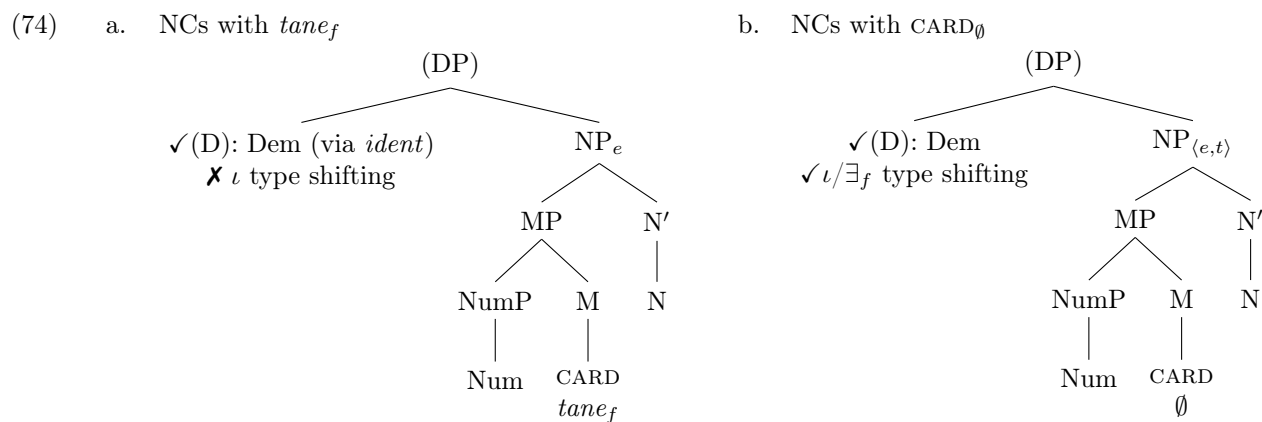 (74) a. NCs with tane_f b. NCs with CARD_∅
(DP) (DP)
✓(D): Dem (via ident) NP_e ✓(D): Dem NP_⟨e,t⟩
✗ ι type shifting ✓ι/∃_f type shifting
MP N′ MP N′
NumP M N NumP M N
Num CARD Num CARD
tane_f ∅